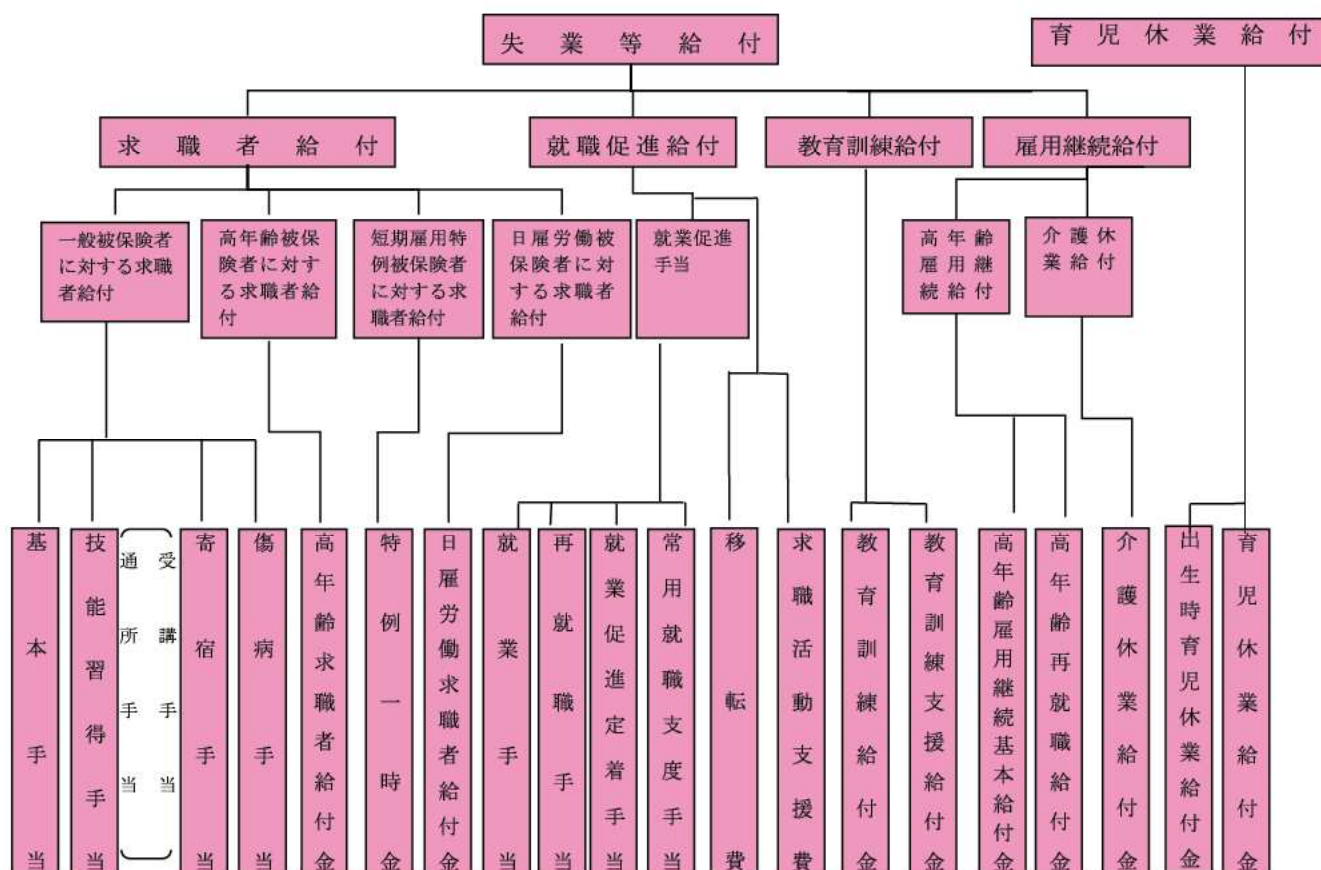 失業等給付
育児休業給付
求職者給付
就職促進給付
教育訓練給付
雇用継続給付
一般被保険者
に対する求職
者給付
高年齢被保
険者に対す
る求職者給
付
短期雇用特
例被保険者
に対する求
職者給付
日雇労働被
保険者に対
する求職者
給付
就業促進
手当
高年齢
雇用継
続給付
介護休
業給付
基本手当
技能習得手当
受講手当
通所手当
寄宿手当
傷病手当
高年齢求職者給付金
特例一時金
日雇労働求職者給付金
就業手当
再就職手当
就業促進定着手当
常用就職支度手当
移転費
求職活動支援費
教育訓練給付金
教育訓練支援給付金
高年齢雇用継続基本給付金
高年齢再就職給付金
介護休業給付金
出生時育児休業給付金
育児休業給付金